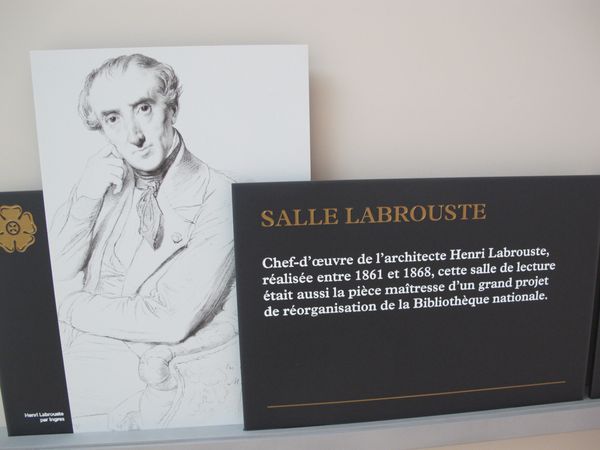 SALLE LABROUSTE
Chef-d'œuvre de l'architecte Henri Labrouste,
réalisée entre 1861 et 1868, cette salle de lecture
était aussi la pièce maîtresse d'un grand projet
de réorganisation de la Bibliothèque nationale.
Henri Labrouste
par Ingres